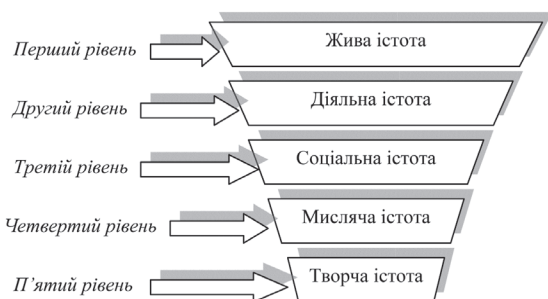 Перший рівень Жива істота
Другий рівень Діяльна істота
Третій рівень Соціальна істота
Четвертий рівень Мисляча істота
П’ятий рівень Творча істота